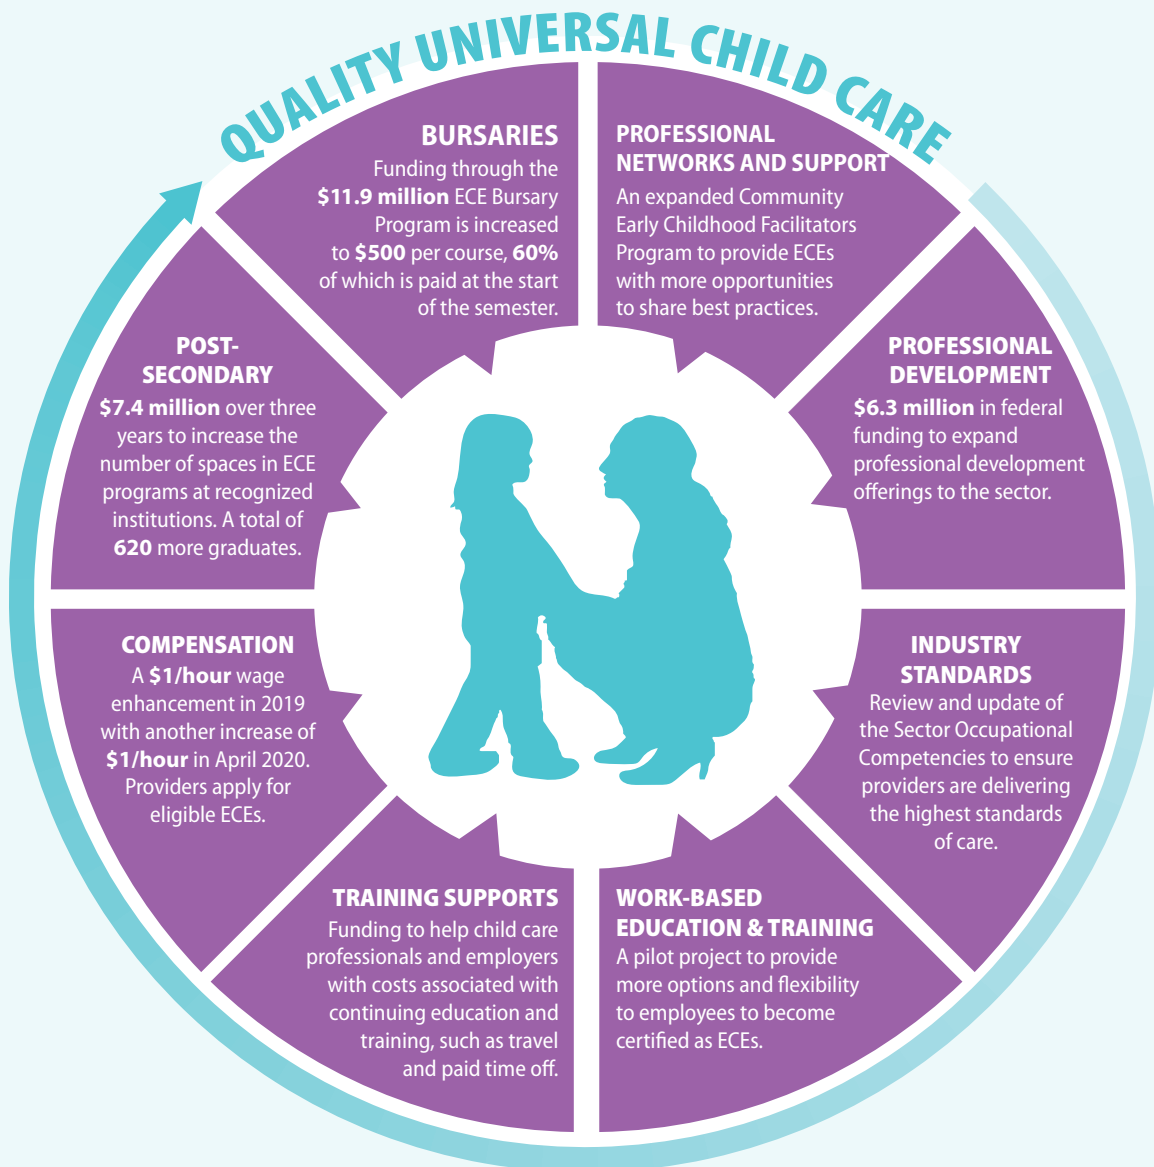 QUALITY UNIVERSAL CHILD CARE
BURSARIES
Funding through the
$11.9 million ECE Bursary
Program is increased
to $500 per course, 60%
of which is paid at the start
of the semester.
PROFESSIONAL
NETWORKS AND SUPPORT
An expanded Community
Early Childhood Facilitators
Program to provide ECEs
with more opportunities
to share best practices.
PROFESSIONAL
DEVELOPMENT
$6.3 million in federal
funding to expand
professional development
offerings to the sector.
INDUSTRY
STANDARDS
Review and update of
the Sector Occupational
Competencies to ensure
providers are delivering
the highest standards
of care.
WORK-BASED
EDUCATION & TRAINING
A pilot project to provide
more options and flexibility
to employees to become
certified as ECEs.
TRAINING SUPPORTS
Funding to help child care
professionals and employers
with costs associated with
continuing education and
training, such as travel
and paid time off.
COMPENSATION
A $1/hour wage
enhancement in 2019
with another increase of
$1/hour in April 2020.
Providers apply for
eligible ECEs.
POST-
SECONDARY
$7.4 million over three
years to increase the
number of spaces in ECE
programs at recognized
institutions. A total of
620 more graduates.